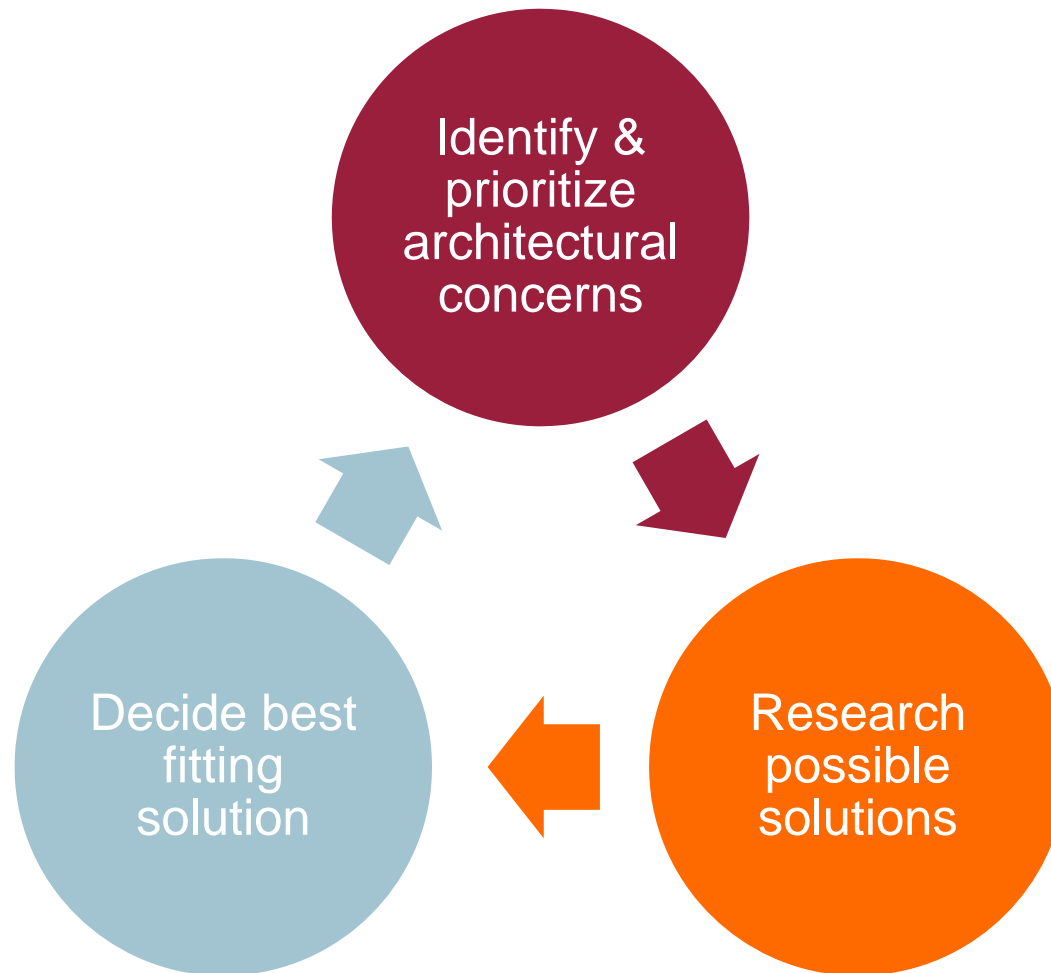 Identify &
prioritize
architectural
concerns
Research
possible
solutions
Decide best
fitting
solution